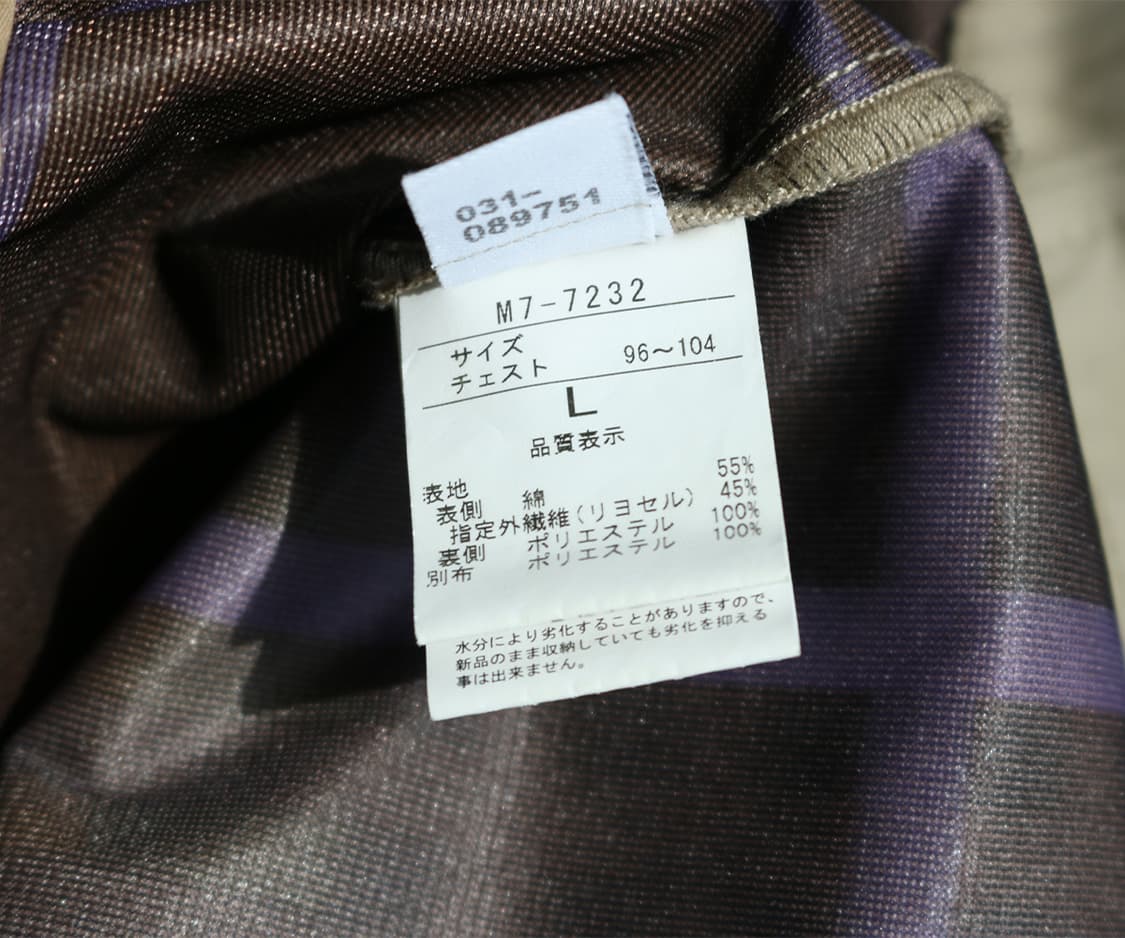 031-
089751
M7-7232
サイズ
チェスト 96～104
L
品質表示
表地
表側 綿 55%
指定外繊維(リヨセル) 45%
裏側 ポリエステル 100%
別布 ポリエステル 100%
水分により劣化することがありますので、
新品のまま収納していても劣化を抑える
事は出来ません。